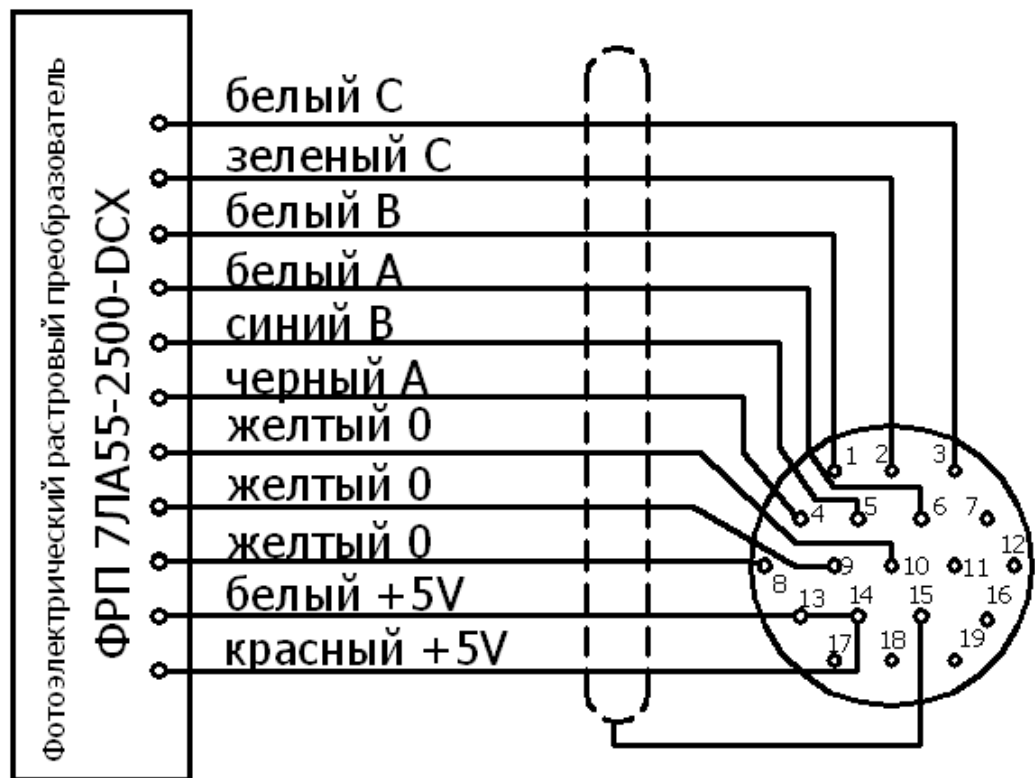 Фотоэлектрический растровый преобразователь
ФРП 7ЛА55-2500-DCX
белый C
зеленый C
белый B
белый A
синий B
черный A
желтый 0
желтый 0
желтый 0
белый +5V
красный +5V
1 2 3
4 5 6 7
8 9 10 11 12
13 14 15 16
17 18 19